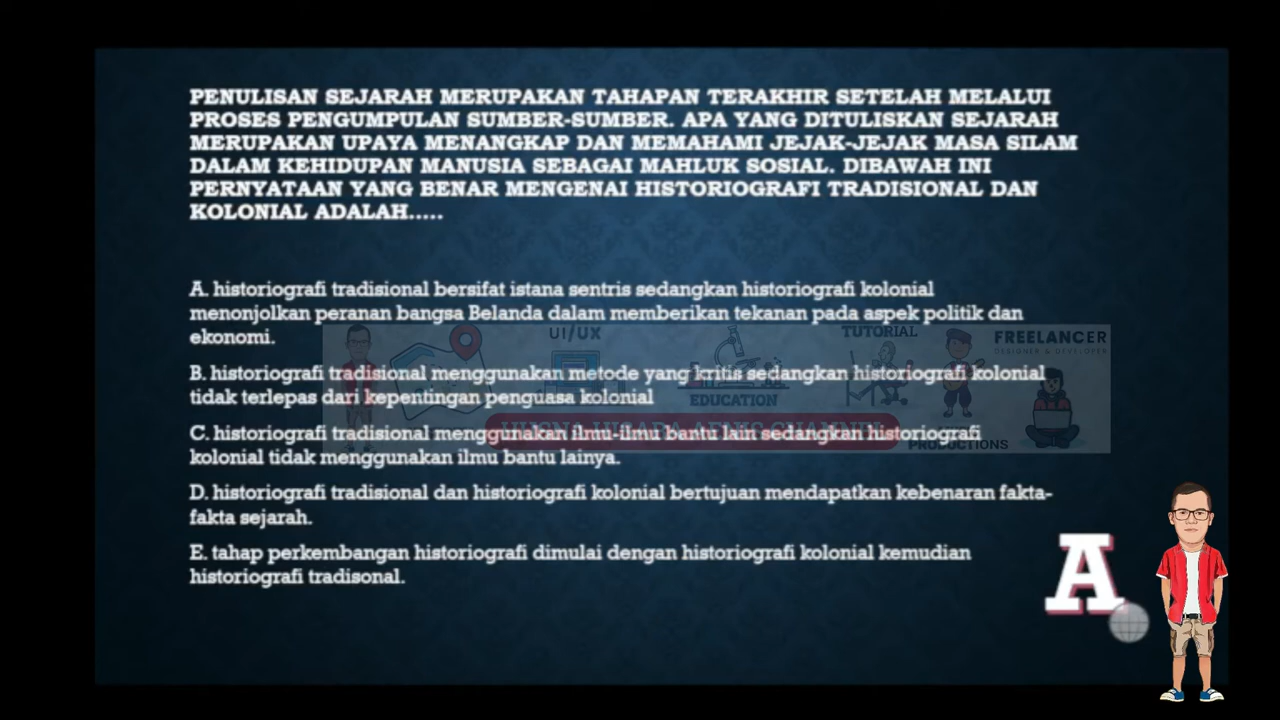 PENULISAN SEJARAH MERUPAKAN TAHAPAN TERAKHIR SETELAH MELALUI
PROSES PENGUMPULAN SUMBER-SUMBER. APA YANG DITULISKAN SEJARAH
MERUPAKAN UPAYA MENANGKAP DAN MEMAHAMI JEJAK-JEJAK MASA SILAM
DALAM KEHIDUPAN MANUSIA SEBAGAI MAHLUK SOSIAL. DIBAWAH INI
PERNYATAAN YANG BENAR MENGENAI HISTORIOGRAFI TRADISIONAL DAN
KOLONIAL ADALAH.....
A. historiografi tradisional bersifat istana sentris sedangkan historiografi kolonial
menonjolkan peranan bangsa Belanda dalam memberikan tekanan pada aspek politik dan
ekonomi.
B. historiografi tradisional menggunakan metode yang kritis sedangkan historiografi kolonial
tidak terlepas dari kepentingan penguasa kolonial
C. historiografi tradisional menggunakan ilmu-ilmu bantu lain sedangkan historiografi
kolonial tidak menggunakan ilmu bantu lainya.
D. historiografi tradisional dan historiografi kolonial bertujuan mendapatkan kebenaran fakta-
fakta sejarah.
E. tahap perkembangan historiografi dimulai dengan historiografi kolonial kemudian
historiografi tradisonal.
UI/UX
TUTORIAL
FREELANCER
DESIGNER & DEVELOPER
EDUCATION
PRODUCTIONS
A